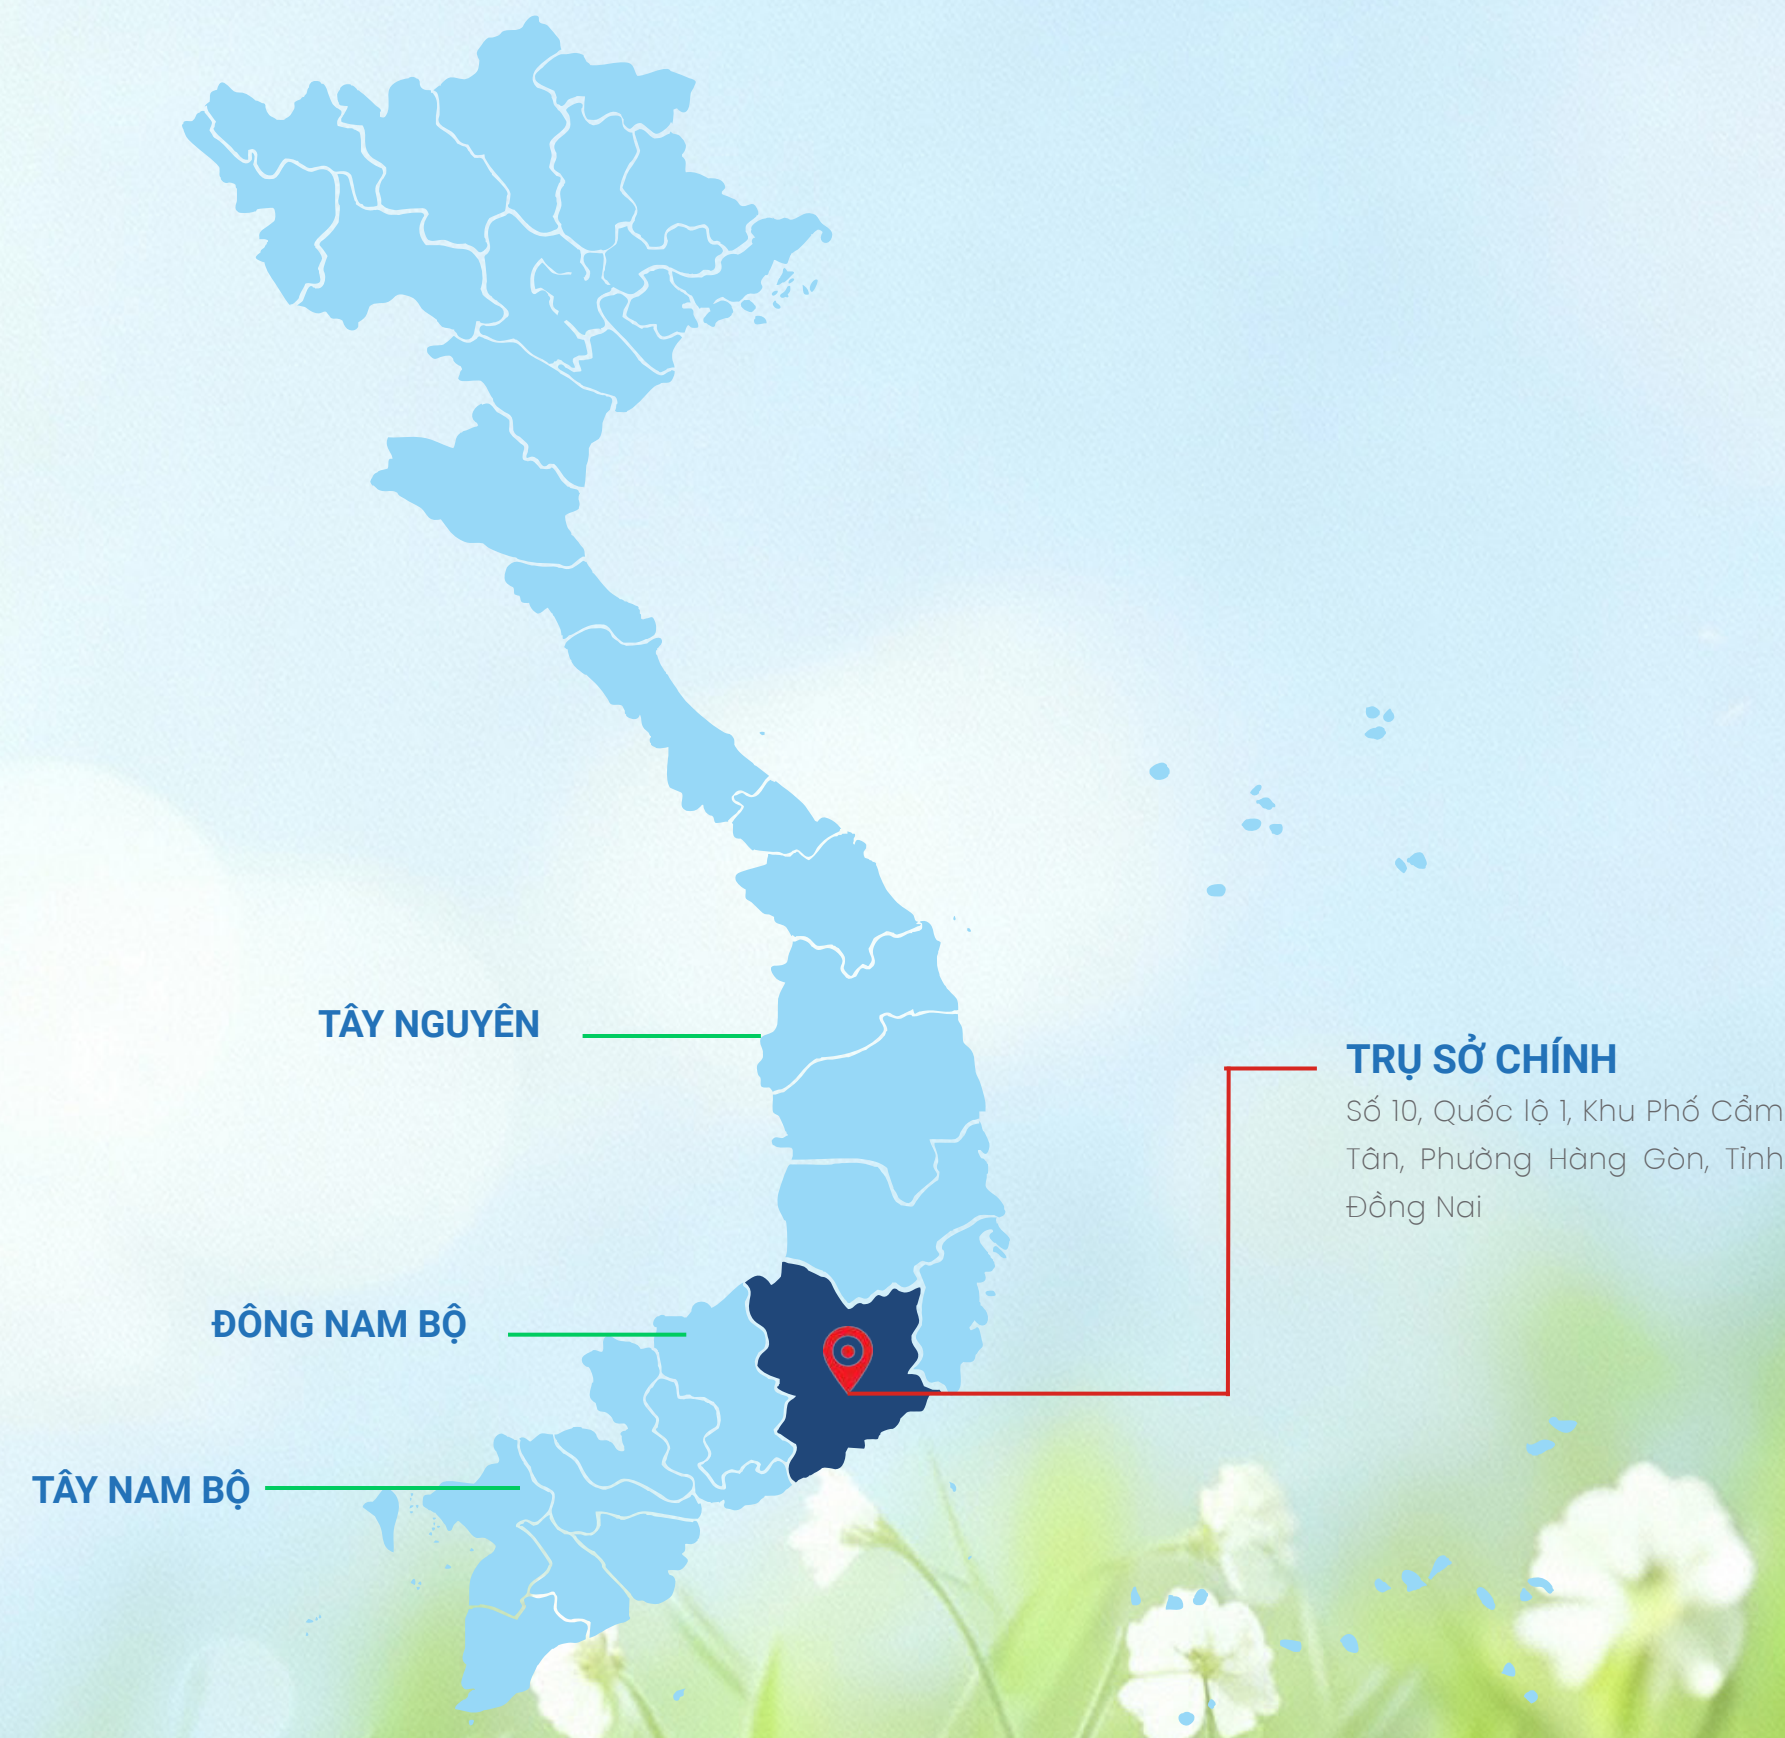 TÂY NGUYÊN
TRỤ SỞ CHÍNH
Số 10, Quốc lộ 1, Khu Phố Cẩm
Tân, Phường Hàng Gòn, Tỉnh
Đồng Nai
ĐÔNG NAM BỘ
TÂY NAM BỘ